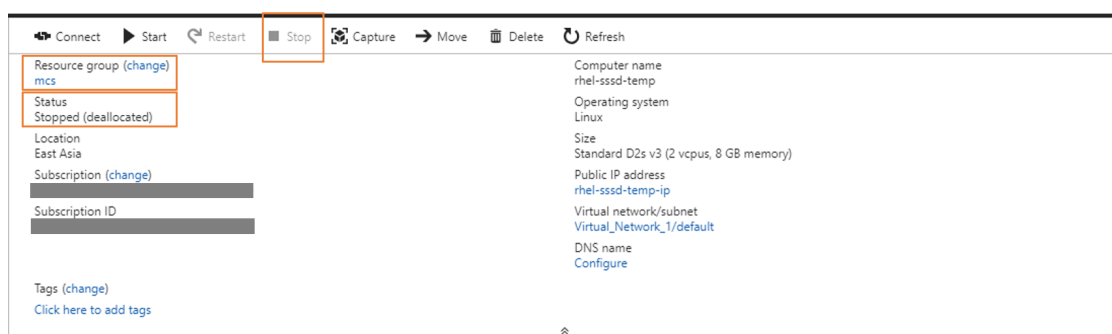 Connect Start Restart Stop Capture Move Delete Refresh
Resource group (change)
mcs
Status
Stopped (deallocated)
Location
East Asia
Subscription (change)
Subscription ID
Computer name
rhel-sssd-temp
Operating system
Linux
Size
Standard D2s v3 (2 vcpus, 8 GB memory)
Public IP address
rhel-sssd-temp-ip
Virtual network/subnet
Virtual_Network_1/default
DNS name
Configure
Tags (change)
Click here to add tags